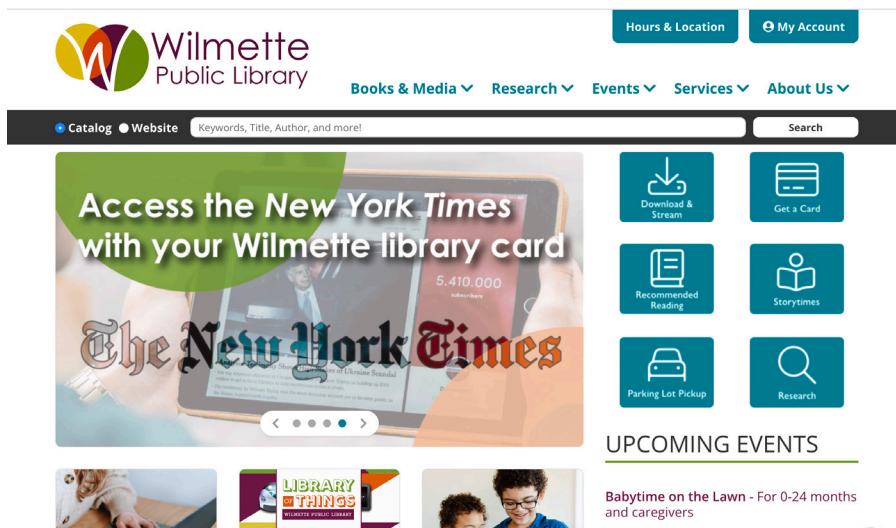 Hours & Location
My Account
Wilmette
Public Library
Books & Media
Research
Events
Services
About Us
Catalog
Website
Keywords, Title, Author, and more!
Search
Access the New York Times
with your Wilmette library card
5.410.000
subscribers
The New York Times
Download &
Stream
Get a Card
Recommended
Reading
Storytimes
Parking Lot Pickup
Research
UPCOMING EVENTS
LIBRARY
OF THINGS
WILMETTE PUBLIC LIBRARY
Babytime on the Lawn - For 0-24 months
and caregivers